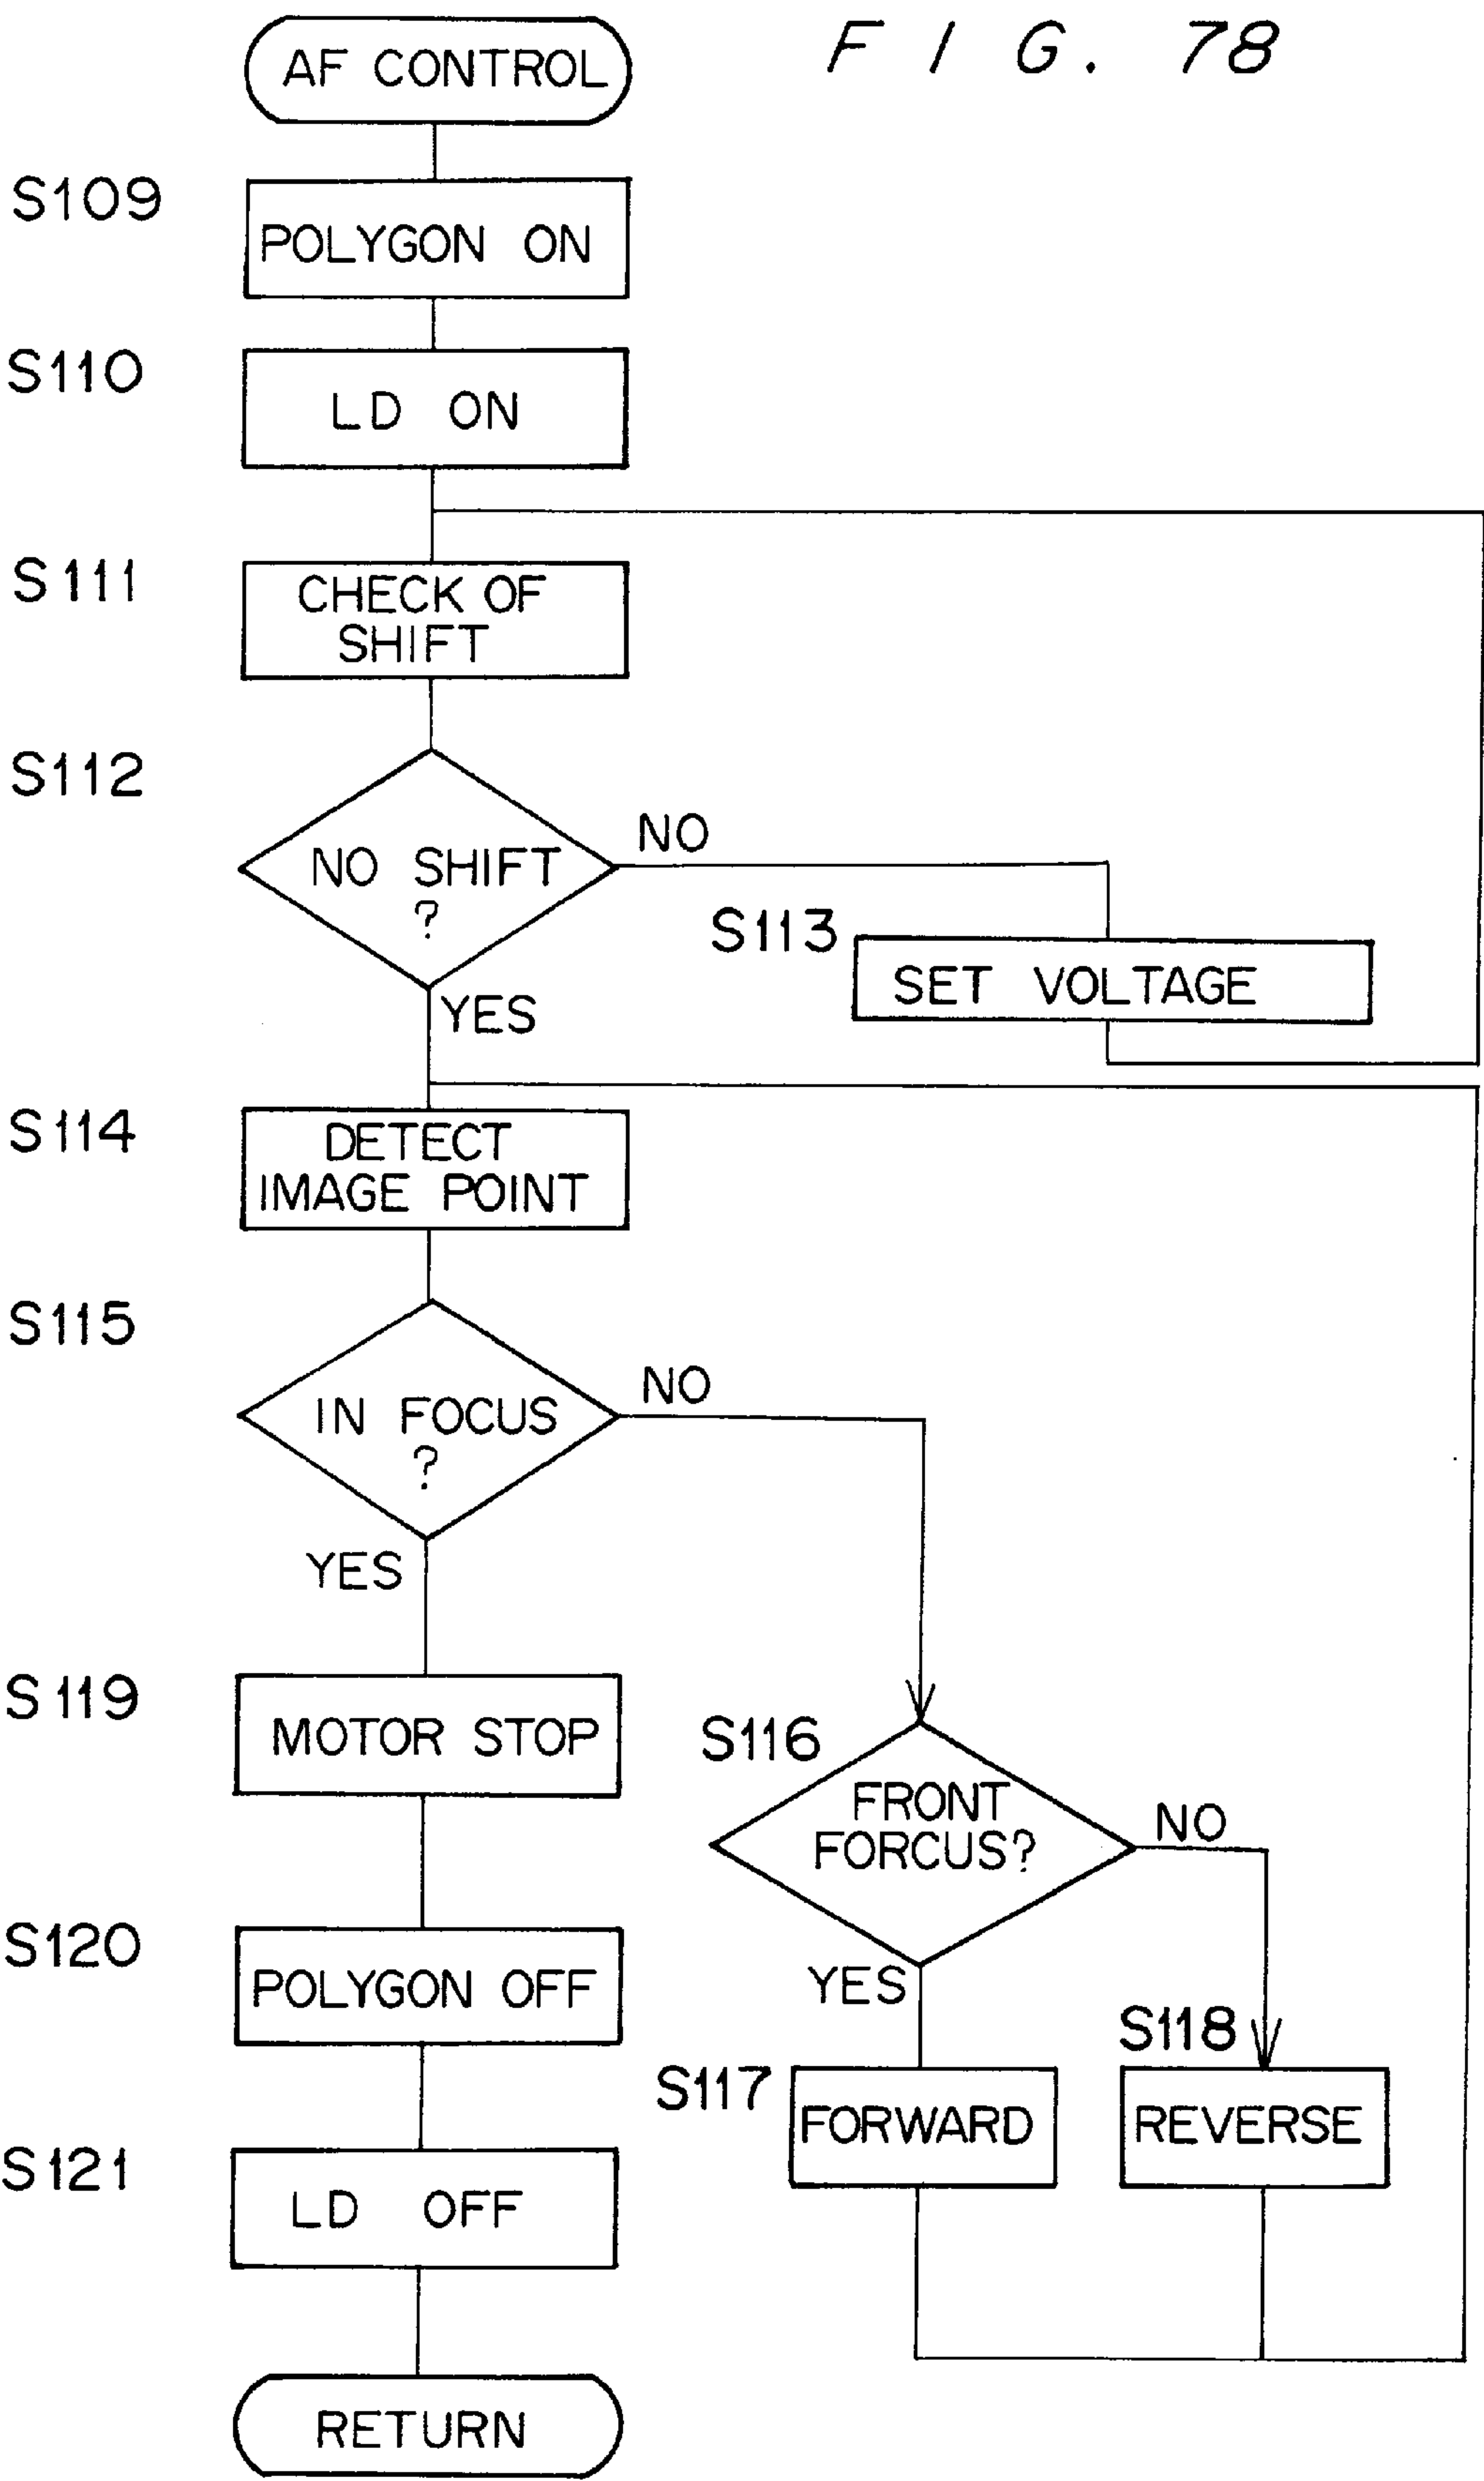 F I G. 78
AF CONTROL
S109
POLYGON ON
S110
LD ON
S111
CHECK OF
SHIFT
S112
NO SHIFT
?
NO
YES
S113
SET VOLTAGE
S114
DETECT
IMAGE POINT
S115
IN FOCUS
?
NO
YES
S116
FRONT
FORCUS?
NO
YES
S117
FORWARD
S118
REVERSE
S119
MOTOR STOP
S120
POLYGON OFF
S121
LD OFF
RETURN